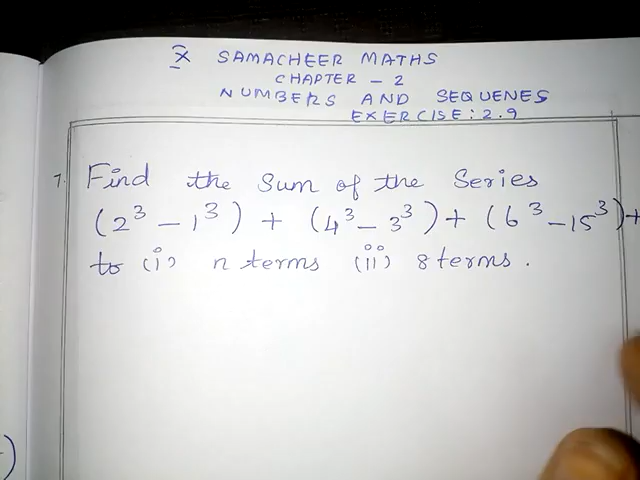 X SAMACHEER MATHS
CHAPTER - 2
NUMBERS AND SEQUENES
EXERCISE: 2.9
7. Find the Sum of the Series
(2³ - 1³) + (4³ - 3³) + (6³ - 15³) +
to (i) n terms (ii) 8 terms.
)